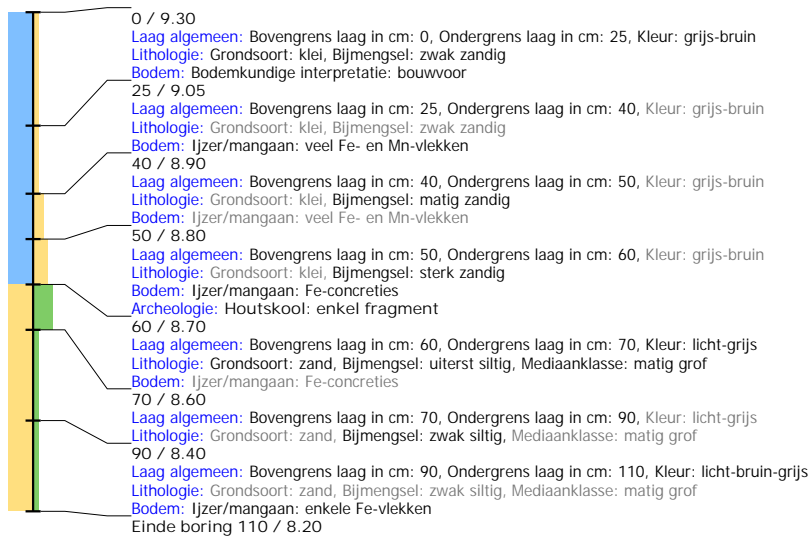 0 / 9.30
Laag algemeen: Bovengrens laag in cm: 0, Ondergrens laag in cm: 25, Kleur: grijs-bruin
Lithologie: Grondsoort: klei, Bijmengsel: zwak zandig
Bodem: Bodemkundige interpretatie: bouwvoor
25 / 9.05
Laag algemeen: Bovengrens laag in cm: 25, Ondergrens laag in cm: 40, Kleur: grijs-bruin
Lithologie: Grondsoort: klei, Bijmengsel: zwak zandig
Bodem: Ijzer/mangaan: veel Fe- en Mn-vlekken
40 / 8.90
Laag algemeen: Bovengrens laag in cm: 40, Ondergrens laag in cm: 50, Kleur: grijs-bruin
Lithologie: Grondsoort: klei, Bijmengsel: matig zandig
Bodem: Ijzer/mangaan: veel Fe- en Mn-vlekken
50 / 8.80
Laag algemeen: Bovengrens laag in cm: 50, Ondergrens laag in cm: 60, Kleur: grijs-bruin
Lithologie: Grondsoort: klei, Bijmengsel: sterk zandig
Bodem: Ijzer/mangaan: Fe-concreties
Archeologie: Houtskool: enkel fragment
60 / 8.70
Laag algemeen: Bovengrens laag in cm: 60, Ondergrens laag in cm: 70, Kleur: licht-grijs
Lithologie: Grondsoort: zand, Bijmengsel: uiterst siltig, Mediaanklasse: matig grof
Bodem: Ijzer/mangaan: Fe-concreties
70 / 8.60
Laag algemeen: Bovengrens laag in cm: 70, Ondergrens laag in cm: 90, Kleur: licht-grijs
Lithologie: Grondsoort: zand, Bijmengsel: zwak siltig, Mediaanklasse: matig grof
90 / 8.40
Laag algemeen: Bovengrens laag in cm: 90, Ondergrens laag in cm: 110, Kleur: licht-bruin-grijs
Lithologie: Grondsoort: zand, Bijmengsel: zwak siltig, Mediaanklasse: matig grof
Bodem: Ijzer/mangaan: enkele Fe-vlekken
Einde boring 110 / 8.20